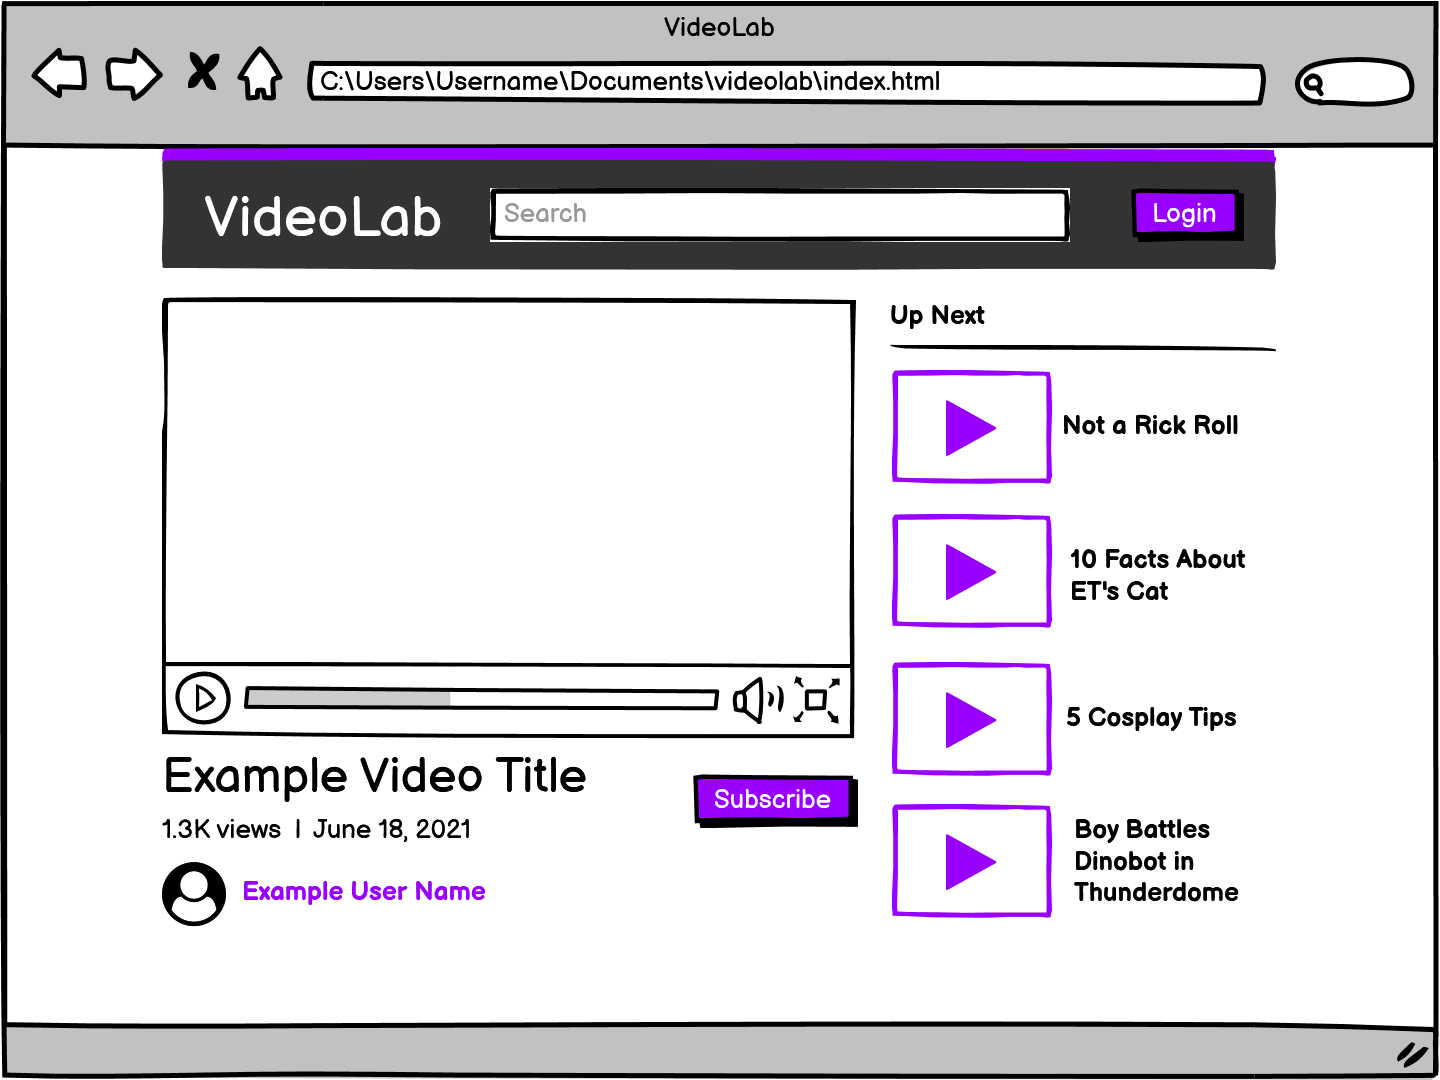 VideoLab
C:\Users\Username\Documents\videolab\index.html
VideoLab
Search
Login
Up Next
Not a Rick Roll
10 Facts About
ET's Cat
5 Cosplay Tips
Boy Battles
Dinobot in
Thunderdome
Example Video Title
Subscribe
1.3K views | June 18, 2021
Example User Name